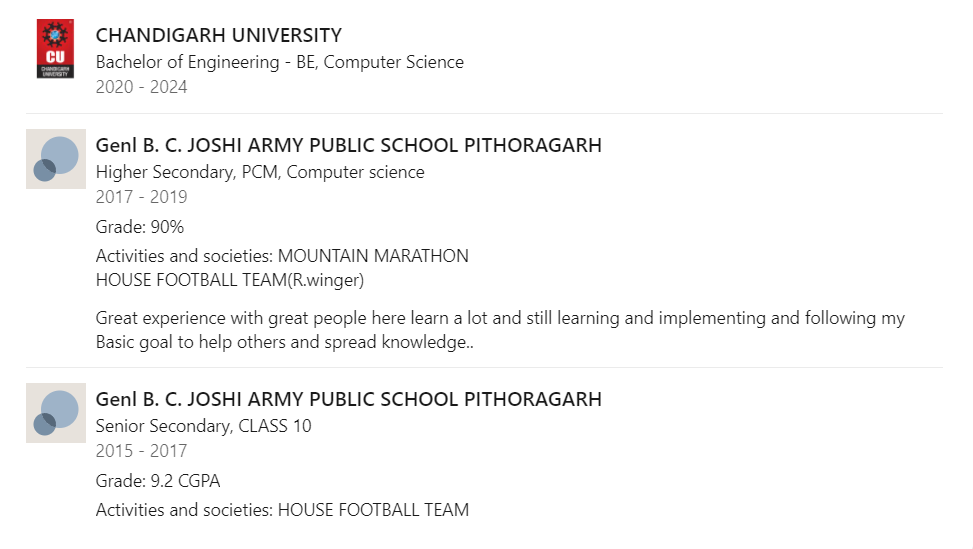 CU
CHANDIGARH
UNIVERSITY
CHANDIGARH UNIVERSITY
Bachelor of Engineering - BE, Computer Science
2020 - 2024
Genl B. C. JOSHI ARMY PUBLIC SCHOOL PITHORAGARH
Higher Secondary, PCM, Computer science
2017 - 2019
Grade: 90%
Activities and societies: MOUNTAIN MARATHON
HOUSE FOOTBALL TEAM(R.winger)
Great experience with great people here learn a lot and still learning and implementing and following my
Basic goal to help others and spread knowledge..
Genl B. C. JOSHI ARMY PUBLIC SCHOOL PITHORAGARH
Senior Secondary, CLASS 10
2015 - 2017
Grade: 9.2 CGPA
Activities and societies: HOUSE FOOTBALL TEAM